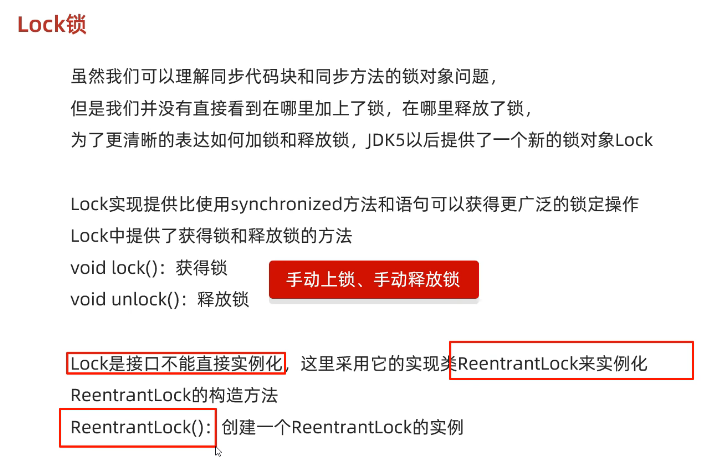 Lock锁
虽然我们可以理解同步代码块和同步方法的锁对象问题，
但是我们并没有直接看到在哪里加上了锁，在哪里释放了锁，
为了更清晰的表达如何加锁和释放锁，JDK5以后提供了一个新的锁对象Lock
Lock实现提供比使用synchronized方法和语句可以获得更广泛的锁定操作
Lock中提供了获得锁和释放锁的方法
void lock()：获得锁
void unlock()：释放锁
手动上锁、手动释放锁
Lock是接口不能直接实例化，这里采用它的实现类ReentrantLock来实例化
ReentrantLock的构造方法
ReentrantLock()：创建一个ReentrantLock的实例